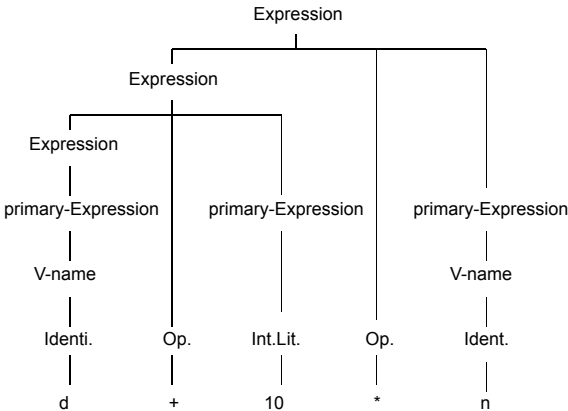 Expression
Expression
Expression
primary-Expression primary-Expression primary-Expression
V-name V-name
Identi. Op. Int.Lit. Op. Ident.
d + 10 * n